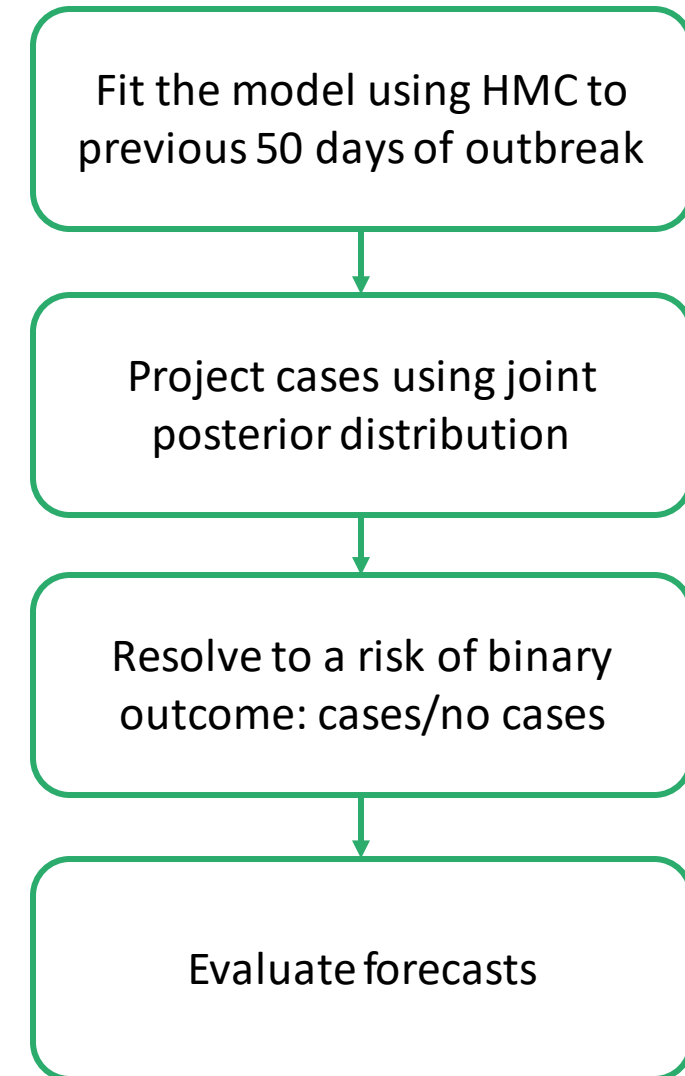 Fit the model using HMC to
previous 50 days of outbreak
Project cases using joint
posterior distribution
Resolve to a risk of binary
outcome: cases/no cases
Evaluate forecasts